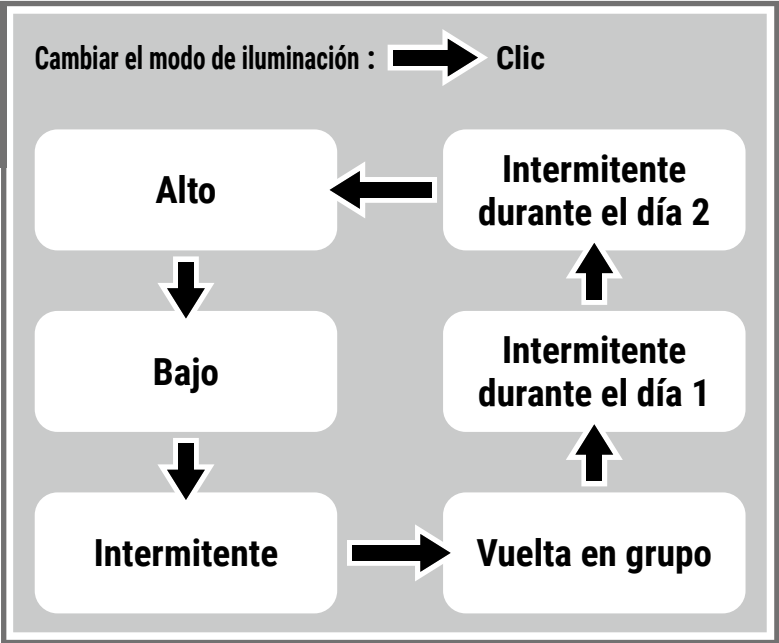 Cambiar el modo de iluminación : Clic
Alto
Intermitente
durante el día 2
Bajo
Intermitente
durante el día 1
Intermitente
Vuelta en grupo